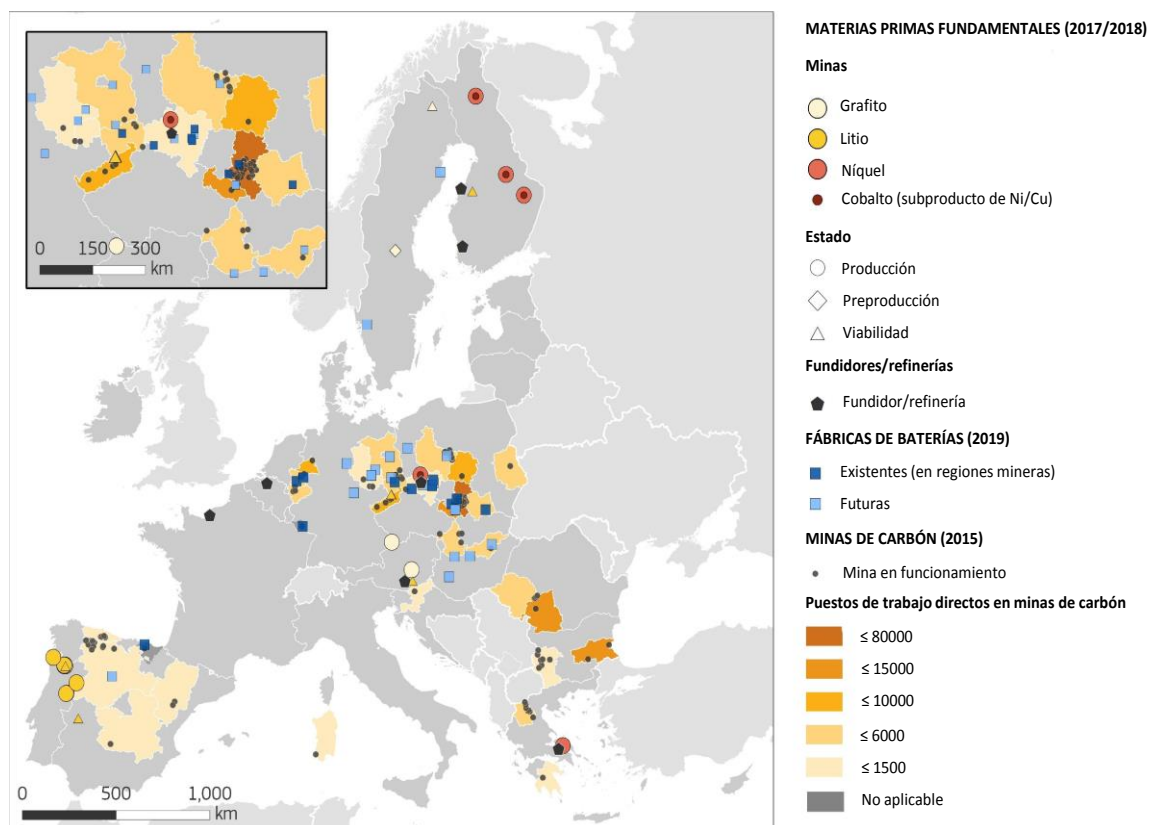 0 150 300
km
0 500 1,000
km
MATERIAS PRIMAS FUNDAMENTALES (2017/2018)
Minas
Grafito
Litio
Níquel
Cobalto (subproducto de Ni/Cu)
Estado
Producción
Preproducción
Viabilidad
Fundidores/refinerías
Fundidor/refinería
FÁBRICAS DE BATERÍAS (2019)
Existentes (en regiones mineras)
Futuras
MINAS DE CARBÓN (2015)
Mina en funcionamiento
Puestos de trabajo directos en minas de carbón
≤ 80000
≤ 15000
≤ 10000
≤ 6000
≤ 1500
No aplicable